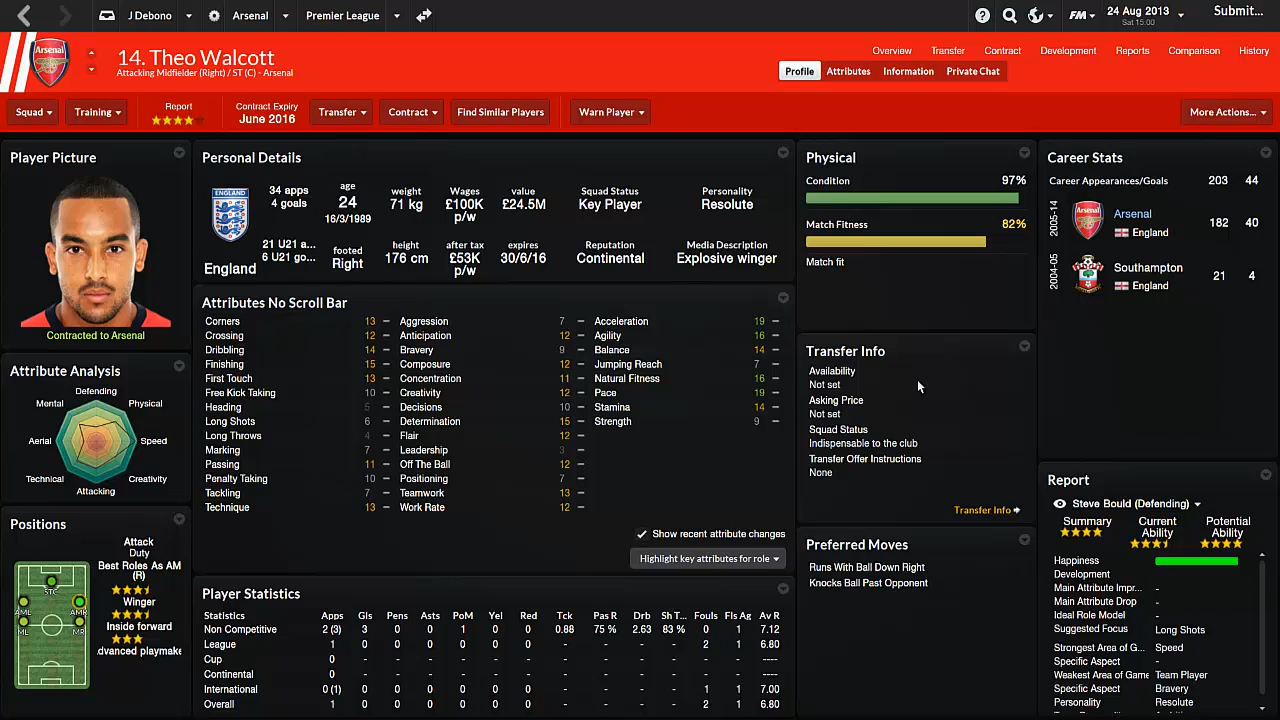 J Debono
Arsenal
Premier League
FM
24 Aug 2013
Sat 15:00
Submit...
Arsenal
14. Theo Walcott
Attacking Midfielder (Right) / ST (C) - Arsenal
Overview Transfer Contract Development Reports Comparison History
Profile Attributes Information Private Chat
Squad Training
Report
Contract Expiry
June 2016
Transfer Contract Find Similar Players Warn Player More Actions...
Player Picture
Contracted to Arsenal
Personal Details
ENGLAND
England
34 apps
4 goals
21 U21 a...
6 U21 go...
age
24
16/3/1989
footed
Right
weight
71 kg
height
176 cm
Wages
£100K
p/w
after tax
£53K
p/w
value
£24.5M
expires
30/6/16
Squad Status
Key Player
Reputation
Continental
Personality
Resolute
Media Description
Explosive winger
Physical
Condition 97%
Match Fitness 82%
Match fit
Career Stats
Career Appearances/Goals 203 44
2005-14 Arsenal 182 40
England
2004-05 Southampton 21 4
England
Attributes No Scroll Bar
Corners 13 - Aggression 7 - Acceleration 19 -
Crossing 12 - Anticipation 12 - Agility 16 -
Dribbling 14 - Bravery 9 - Balance 14 -
Finishing 15 - Composure 12 - Jumping Reach 7 -
First Touch 13 - Concentration 11 - Natural Fitness 16 -
Free Kick Taking 10 - Creativity 12 - Pace 19 -
Heading 5 - Decisions 10 - Stamina 14 -
Long Shots 6 - Determination 15 - Strength 9 -
Long Throws 4 - Flair 12 -
Marking 7 - Leadership 3 -
Passing 11 - Off The Ball 12 -
Penalty Taking 10 - Positioning 7 -
Tackling 7 - Teamwork 13 -
Technique 13 - Work Rate 12 -
Show recent attribute changes
Highlight key attributes for role
Attribute Analysis
Defending
Mental Physical
Aerial Speed
Technical Creativity
Attacking
Transfer Info
Availability
Not set
Asking Price
Not set
Squad Status
Indispensable to the club
Transfer Offer Instructions
None
Transfer Info
Positions
STC
AML AMR
ML MR
Attack
Duty
Best Roles As AM
(R)
Winger
Inside forward
dvanced playmake
Player Statistics
Statistics Apps Gls Pens Asts PoM Yel Red Tck Pas R Drb Sh T... Fouls Fls Ag Av R
Non Competitive 2 (3) 3 0 0 1 0 0 0.88 75 % 2.63 83 % 0 1 7.12
League 1 0 0 0 0 0 0 - - - - 2 1 6.80
Cup 0 - - - - - - - - - - - - ----
Continental 0 - - - - - - - - - - - - ----
International 0 (1) 0 0 0 0 0 0 - - - - 1 1 7.00
Overall 1 0 0 0 0 0 0 - - - - 2 1 6.80
Preferred Moves
Runs With Ball Down Right
Knocks Ball Past Opponent
Report
Steve Bould (Defending)
Summary
Current
Ability
Potential
Ability
Happiness
Development
Main Attribute Impr... -
Main Attribute Drop -
Ideal Role Model -
Suggested Focus Long Shots
Strongest Area of G... Speed
Specific Aspect -
Weakest Area of Game Team Player
Specific Aspect Bravery
Personality Resolute